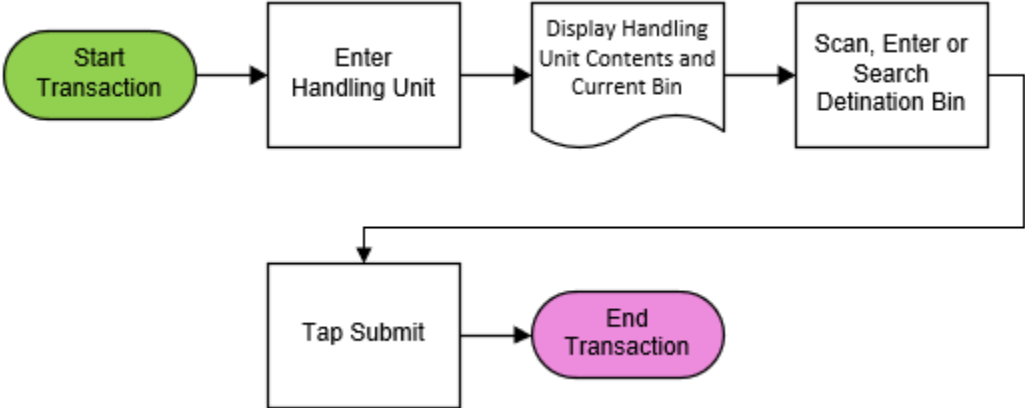 Start
Transaction
Enter
Handling Unit
Display Handling
Unit Contents and
Current Bin
Scan, Enter or
Search
Detination Bin
Tap Submit
End
Transaction